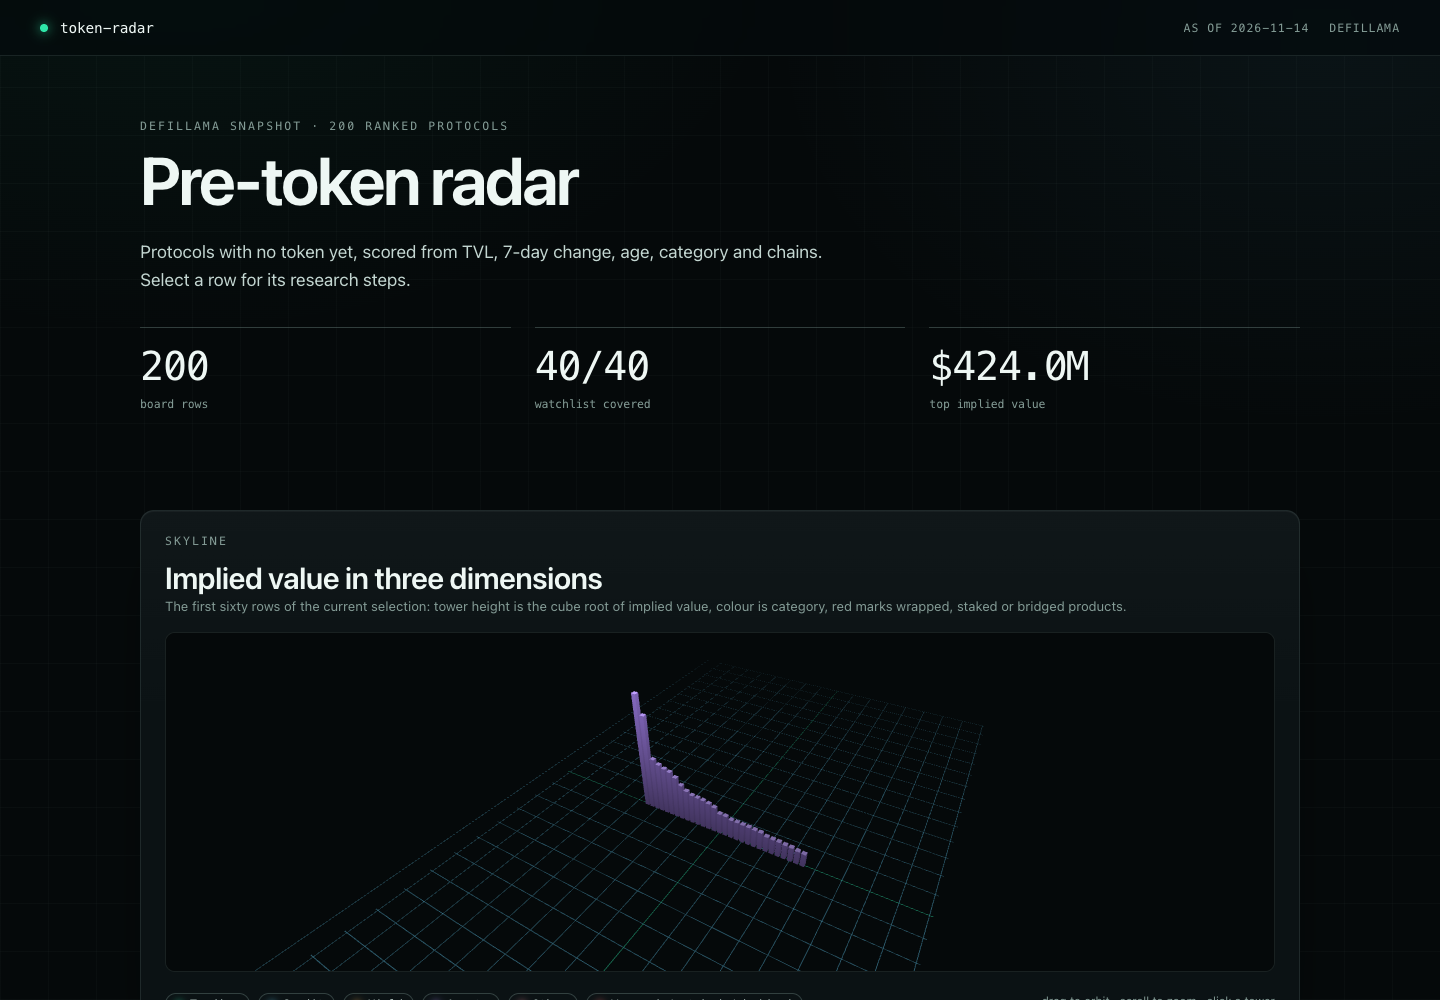 token-radar
AS OF 2026-11-14 DEFILLAMA
DEFILLAMA SNAPSHOT · 200 RANKED PROTOCOLS
Pre-token radar
Protocols with no token yet, scored from TVL, 7-day change, age, category and chains.
Select a row for its research steps.
200
board rows
40/40
watchlist covered
$424.0M
top implied value
SKYLINE
Implied value in three dimensions
The first sixty rows of the current selection: tower height is the cube root of implied value, colour is category, red marks wrapped, staked or bridged products.